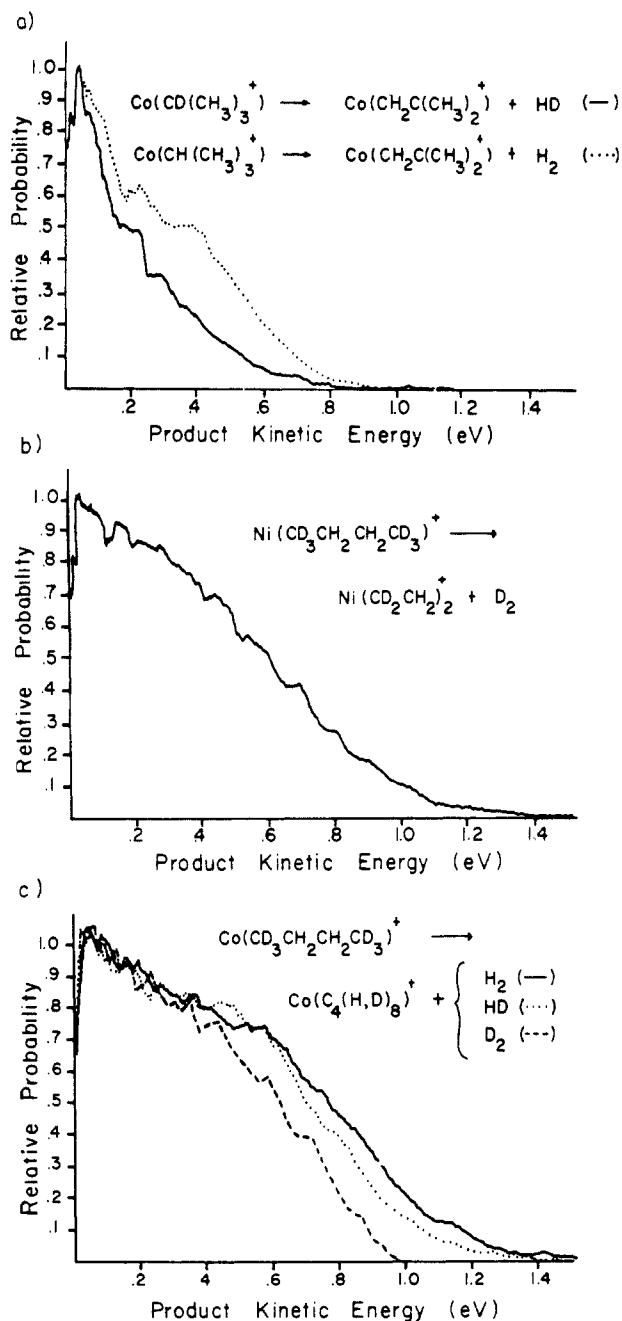 a)
1.0
.9
.8
.7
.6
.5
.4
.3
.2
.1
Relative Probability
Co(CD(CH3)3+ → Co(CH2C(CH3)2+ + HD (—)
Co(CH(CH3)3+ → Co(CH2C(CH3)2+ + H2 (····)
.2 .4 .6 .8 1.0 1.2 1.4
Product Kinetic Energy (eV)
b)
1.0
.9
.8
.7
.6
.5
.4
.3
.2
.1
Relative Probability
Ni(CD3CH2CH2CD3)+ →
Ni(CD2CH2)2+ + D2
.2 .4 .6 .8 1.0 1.2 1.4
Product Kinetic Energy (eV)
c)
1.0
.9
.8
.7
.6
.5
.4
.3
.2
.1
Relative Probability
Co(CD3CH2CH2CD3)+ →
Co(C4(H,D)8)+ + {
H2 (—)
HD (····)
D2 (---)
.2 .4 .6 .8 1.0 1.2 1.4
Product Kinetic Energy (eV)